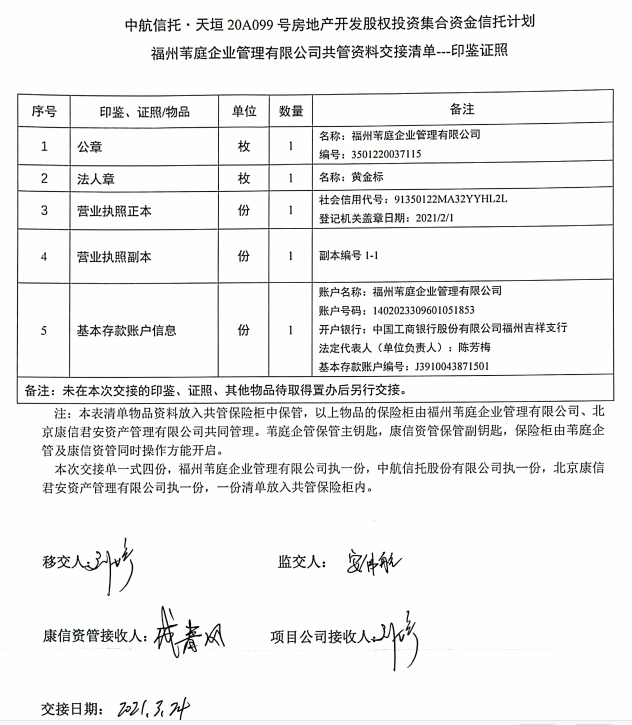 中航信托·天垣 20A099 号房地产开发股权投资集合资金信托计划
福州苇庭企业管理有限公司共管资料交接清单---印鉴证照
序号 印鉴、证照/物品 单位 数量 备注
1 公章 枚 1 名称：福州苇庭企业管理有限公司
编号：3501220037115
2 法人章 枚 1 名称：黄金标
3 营业执照正本 份 1 社会信用代号：91350122MA32YYHL2L
登记机关盖章日期：2021/2/1
4 营业执照副本 份 1 副本编号 1-1
5 基本存款账户信息 份 1 账户名称：福州苇庭企业管理有限公司
账户号码：1402023309601051853
开户银行：中国工商银行股份有限公司福州吉祥支行
法定代表人（单位负责人）：陈芳梅
基本存款账户编号：J3910043871501
备注：未在本次交接的印鉴、证照、其他物品待取得置办后另行交接。
注：本表清单物品资料放入共管保险柜中保管，以上物品的保险柜由福州苇庭企业管理有限公司、北
京康信君安资产管理有限公司共同管理。苇庭企管保管主钥匙，康信资管保管副钥匙，保险柜由苇庭企
管及康信资管同时操作方能开启。
本次交接单一式四份，福州苇庭企业管理有限公司执一份，中航信托股份有限公司执一份，北京康信
君安资产管理有限公司执一份，一份清单放入共管保险柜内。
移交人： 监交人：
康信资管接收人： 项目公司接收人：
交接日期：2021.3.24